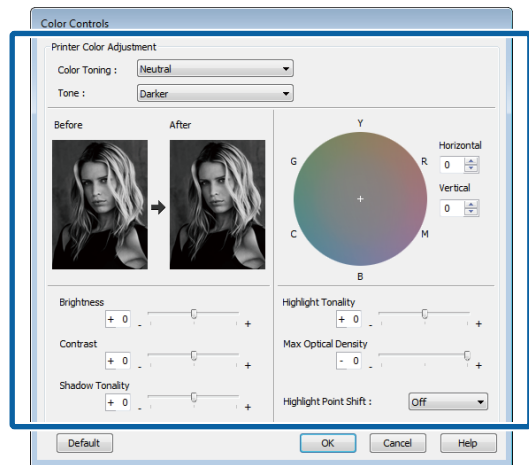 Color Controls
Printer Color Adjustment
Color Toning : Neutral
Tone : Darker
Before After
Y
G R
C M
B
Horizontal
0
Vertical
0
Brightness
+ 0 - +
Contrast
+ 0 - +
Shadow Tonality
+ 0 - +
Highlight Tonality
+ 0 - +
Max Optical Density
- 0 - +
Highlight Point Shift : Off
Default OK Cancel Help